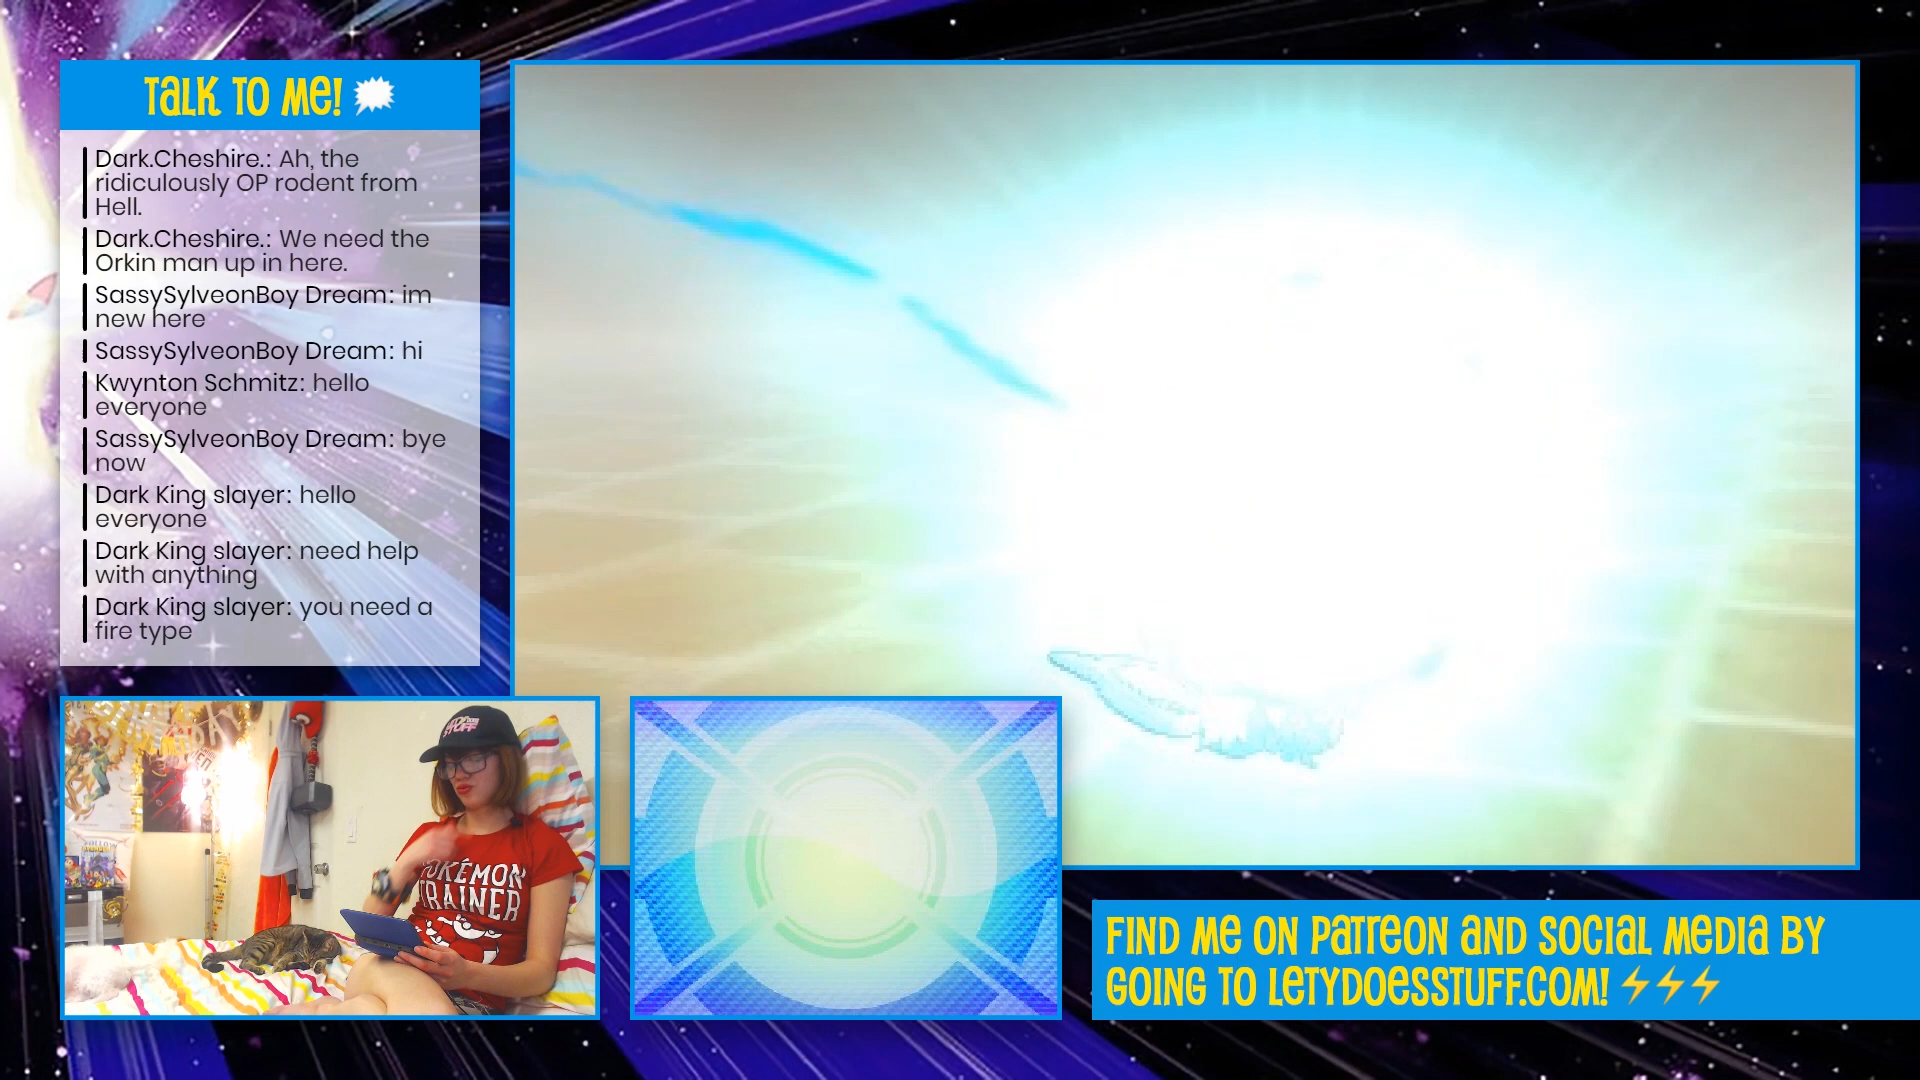 TALK TO ME!
Dark.Cheshire.: Ah, the
ridiculously OP rodent from
Hell.
Dark.Cheshire.: We need the
Orkin man up in here.
SassySylveonBoy Dream: im
new here
SassySylveonBoy Dream: hi
Kwynton Schmitz: hello
everyone
SassySylveonBoy Dream: bye
now
Dark King slayer: hello
everyone
Dark King slayer: need help
with anything
Dark King slayer: you need a
fire type
POKÉMON
TRAINER
FIND ME ON PATREON AND SOCIAL MEDIA BY
GOING TO LETYDOESSTUFF.COM!